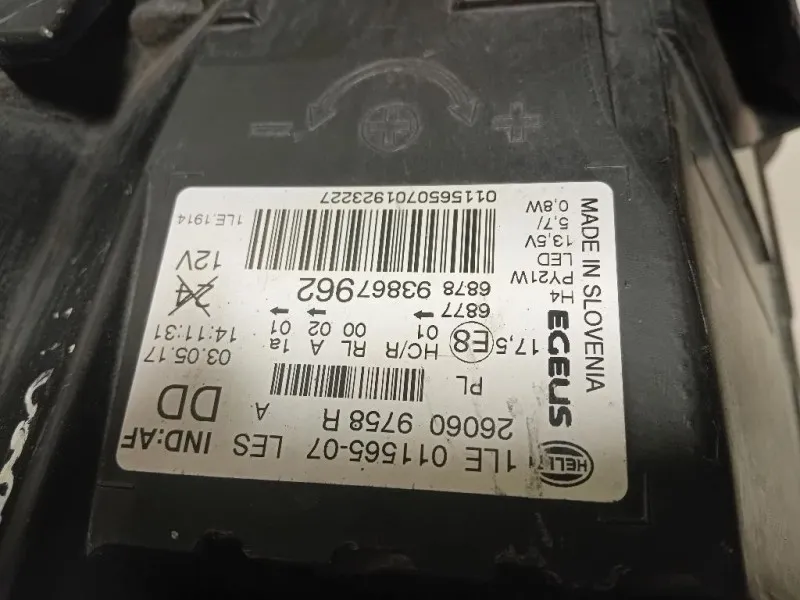 HELLA
1LE 011565-07 LES IND:AF
26060 9758 R A DD
PL
EGEUS
17,5 E8 HC/R RL A 1a
01 00 02 01
6877
6878 93867962
03.05.17
14:11:31
24
12V
H4
PY21W
LED
13,5V
5,7/
0,8W
MADE IN SLOVENIA
0115650701923227
1LE.1914
− + +